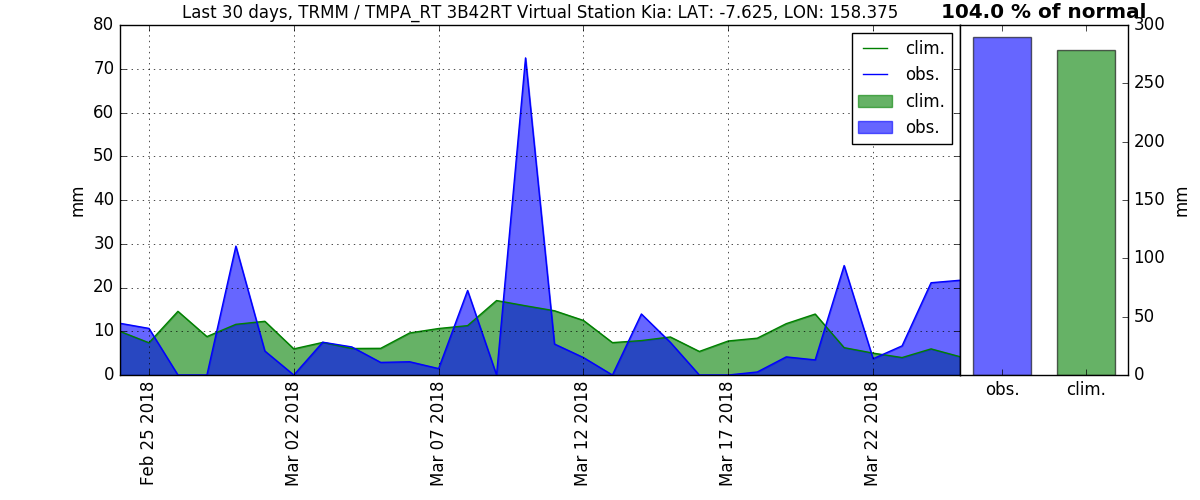 Last 30 days, TRMM / TMPA_RT 3B42RT Virtual Station Kia: LAT: -7.625, LON: 158.375
104.0 % of normal
80
70
60
50
40
30
20
10
0
mm
clim.
obs.
clim.
obs.
300
250
200
150
100
50
0
mm
Feb 25 2018
Mar 02 2018
Mar 07 2018
Mar 12 2018
Mar 17 2018
Mar 22 2018
obs.
clim.